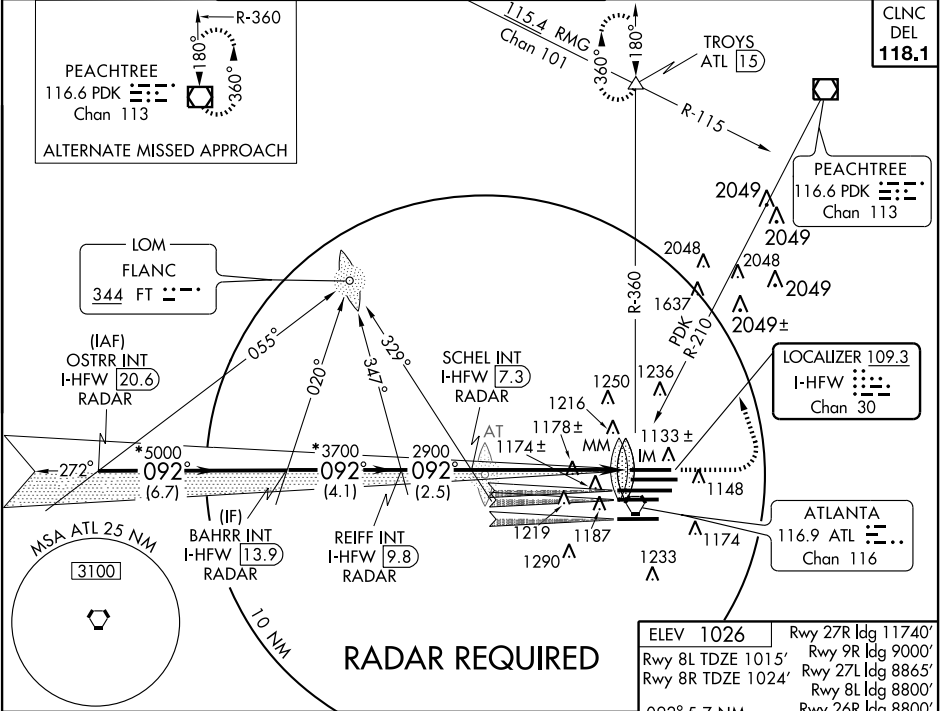 R-360
180°
360°
PEACHTREE
116.6 PDK
Chan 113
ALTERNATE MISSED APPROACH
115.4 RMG
Chan 101
180°
360°
TROYS
ATL 15
R-115
CLNC
DEL
118.1
PEACHTREE
116.6 PDK
Chan 113
2049
2049
2048
2048
2049
1637
2049±
R-360
PDK
R-210
LOM
FLANC
344 FT
055°
020°
347°
329°
(IAF)
OSTRR INT
I-HFW 20.6
RADAR
SCHEL INT
I-HFW 7.3
RADAR
LOCALIZER 109.3
I-HFW
Chan 30
1250
1236
1216
1178±
1174±
MM
1133±
IM
AT
272°
*5000
092°
(6.7)
*3700
092°
(4.1)
2900
092°
(2.5)
1148
(IF)
BAHRR INT
I-HFW 13.9
RADAR
REIFF INT
I-HFW 9.8
RADAR
1219
1187
1290
1174
1233
ATLANTA
116.9 ATL
Chan 116
MSA ATL 25 NM
3100
10 NM
RADAR REQUIRED
ELEV 1026
Rwy 8L TDZE 1015'
Rwy 8R TDZE 1024'
Rwy 27R ldg 11740'
Rwy 9R ldg 9000'
Rwy 27L ldg 8865'
Rwy 8L ldg 8800'
Rwy 26R ldg 8800'
092° 5.7 NM